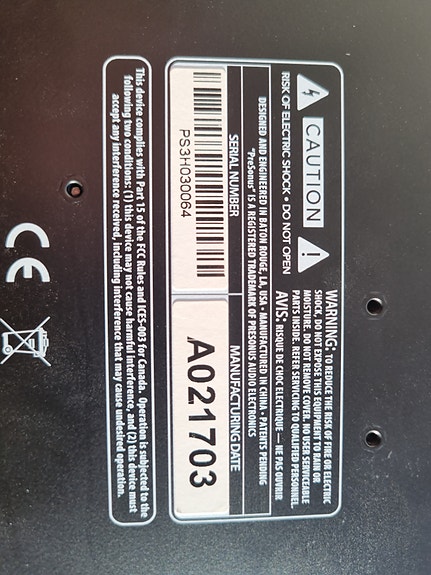 CAUTION
RISK OF ELECTRIC SHOCK • DO NOT OPEN
WARNING: TO REDUCE THE RISK OF FIRE OR ELECTRIC
SHOCK, DO NOT EXPOSE THIS EQUIPMENT TO RAIN OR
MOISTURE. DO NOT REMOVE COVER. NO USER SERVICEABLE
PARTS INSIDE. REFER SERVICING TO QUALIFIED PERSONNEL.
AVIS: RISQUE DE CHOC ELECTRIQUE — NE PAS OUVRIR
DESIGNED AND ENGINEERED IN BATON ROUGE, LA, USA • MANUFACTURED IN CHINA • PATENTS PENDING
"PreSonus" IS A REGISTERED TRADEMARK OF PRESONUS AUDIO ELECTRONICS
SERIAL NUMBER
MANUFACTURING DATE
PS3H030064
A021703
This device complies with Part 15 of the FCC Rules and ICES-003 for Canada. Operation is subjected to the
following two conditions: (1) this device may not cause harmful interference, and (2) this device must
accept any interference received, including interference that may cause undesired operation.
CE